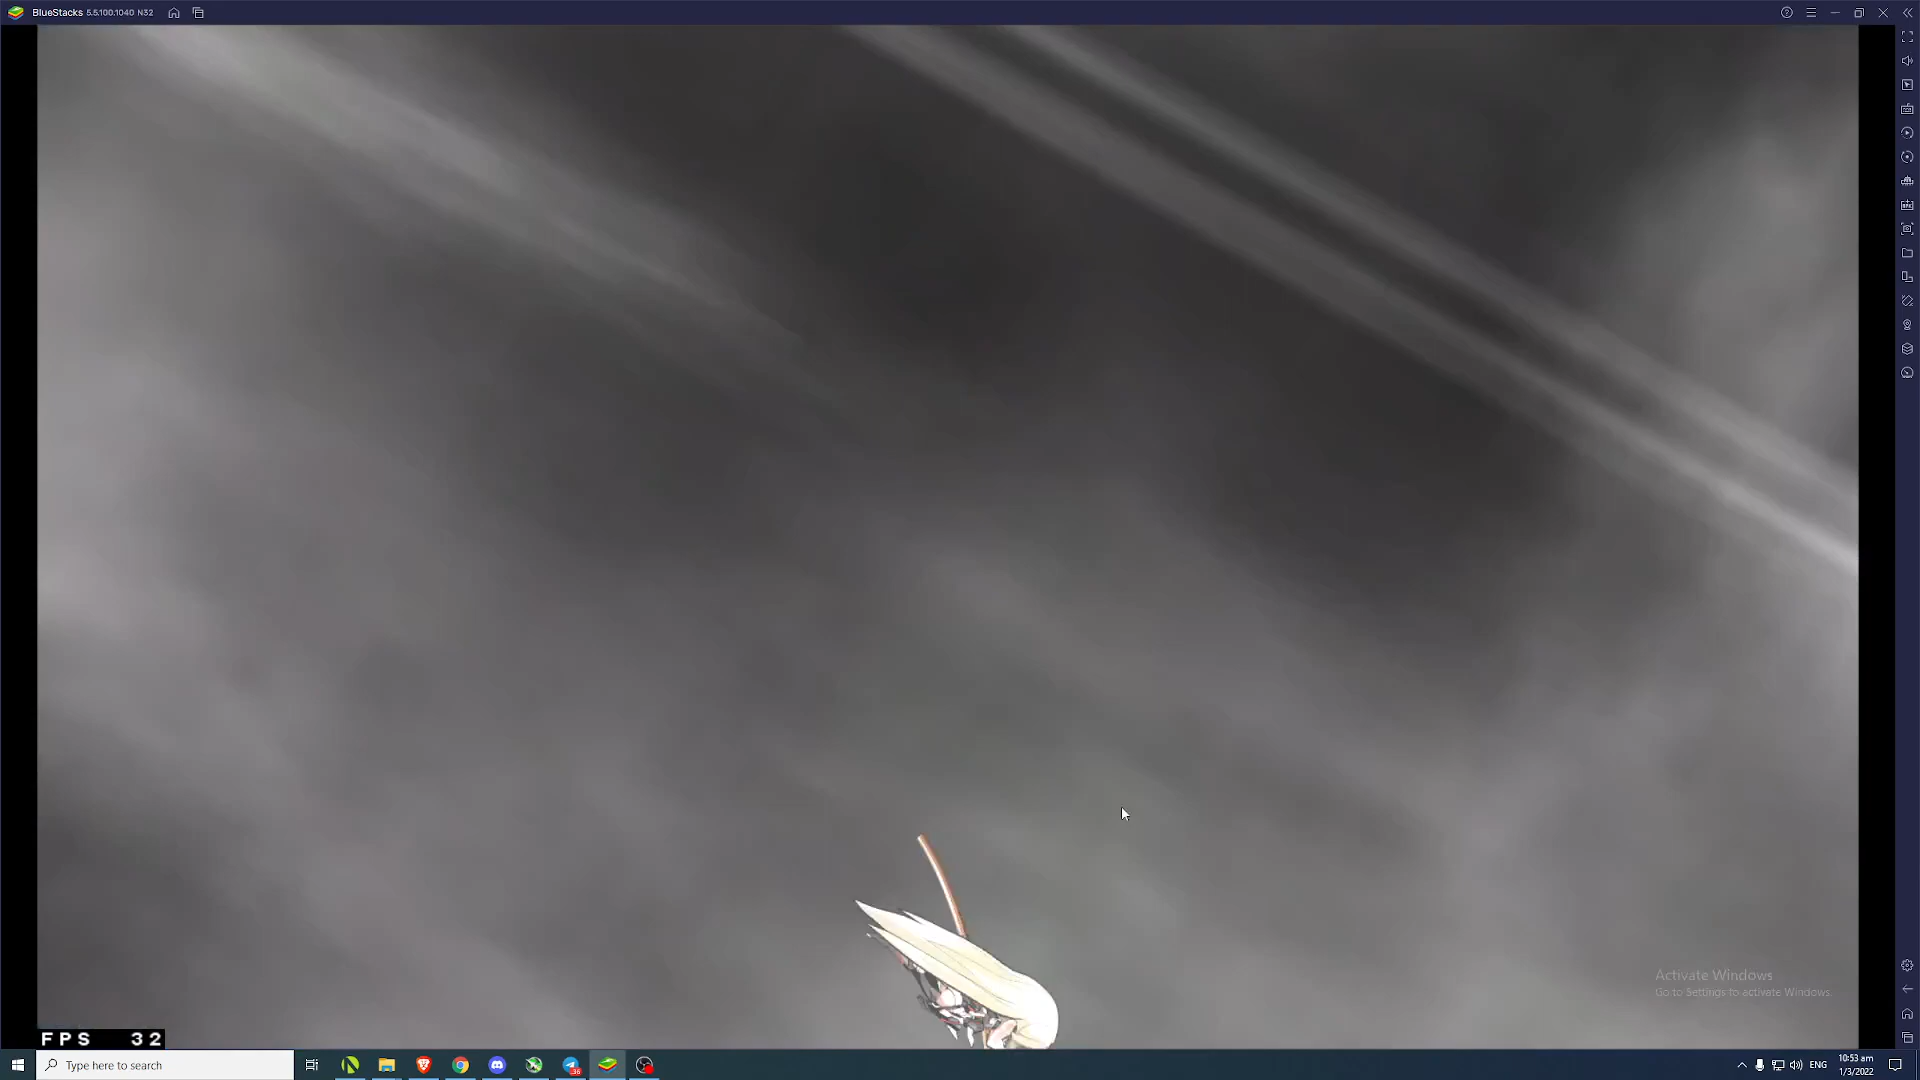 BlueStacks 5.5.100.1040 N32
Activate Windows
Go to Settings to activate Windows.
FPS 32
Type here to search
36
ENG
10:53 am
1/3/2022